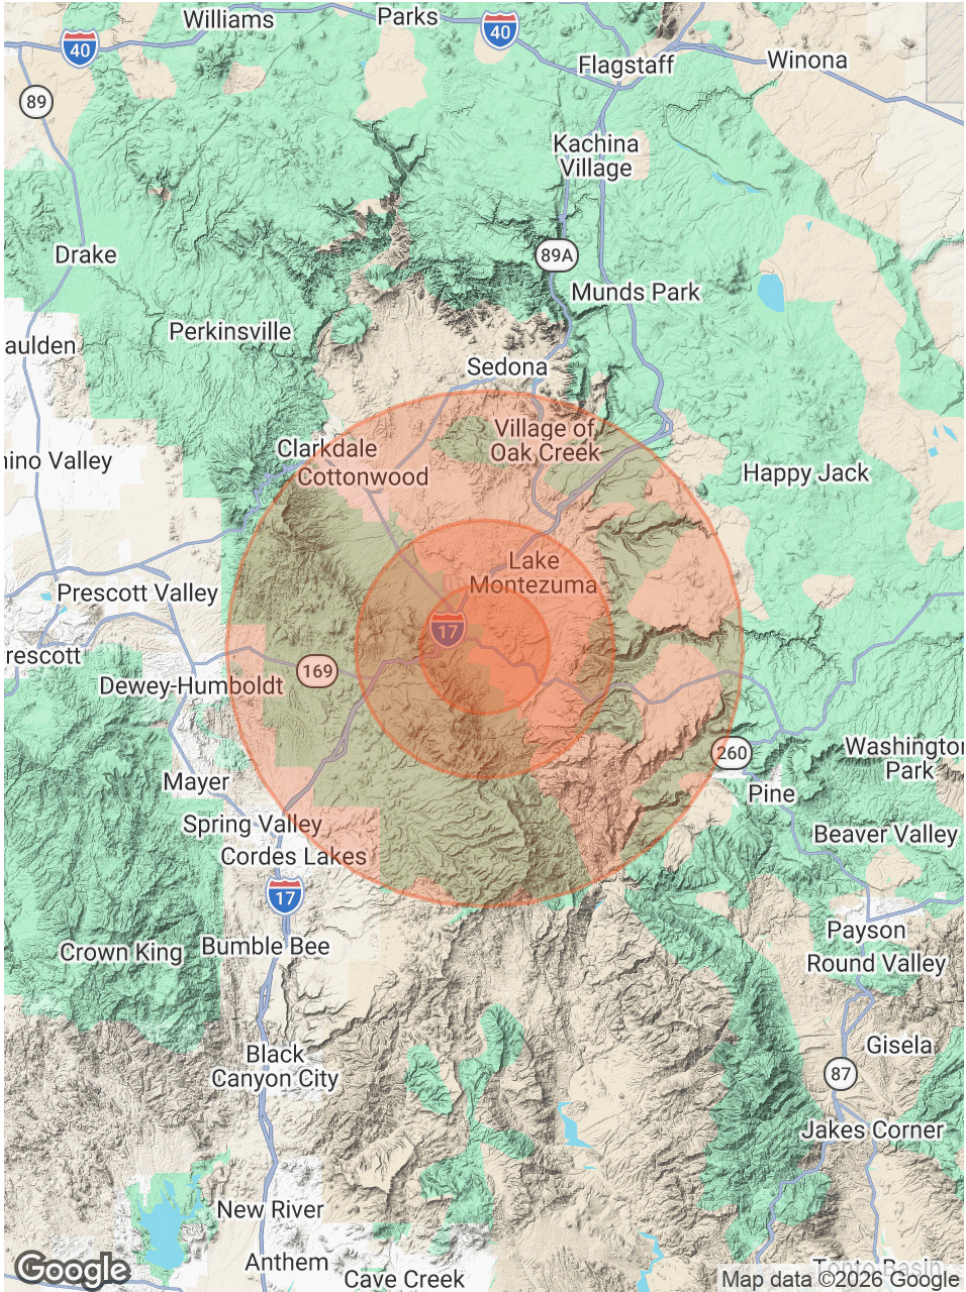 Williams
Parks
40
40
Flagstaff
Winona
89
Kachina
Village
Drake
89A
Munds Park
Perkinsville
aulden
Sedona
Village of
Oak Creek
Clarkdale
Cottonwood
hino Valley
Happy Jack
Lake
Montezuma
Prescott Valley
17
rescott
169
Dewey-Humboldt
260
Washington
Park
Mayer
Pine
Spring Valley
Beaver Valley
Cordes Lakes
17
Payson
Crown King
Bumble Bee
Round Valley
Gisela
Black
Canyon City
87
Jakes Corner
New River
Anthem
Cave Creek
Google
Map data ©2026 Google